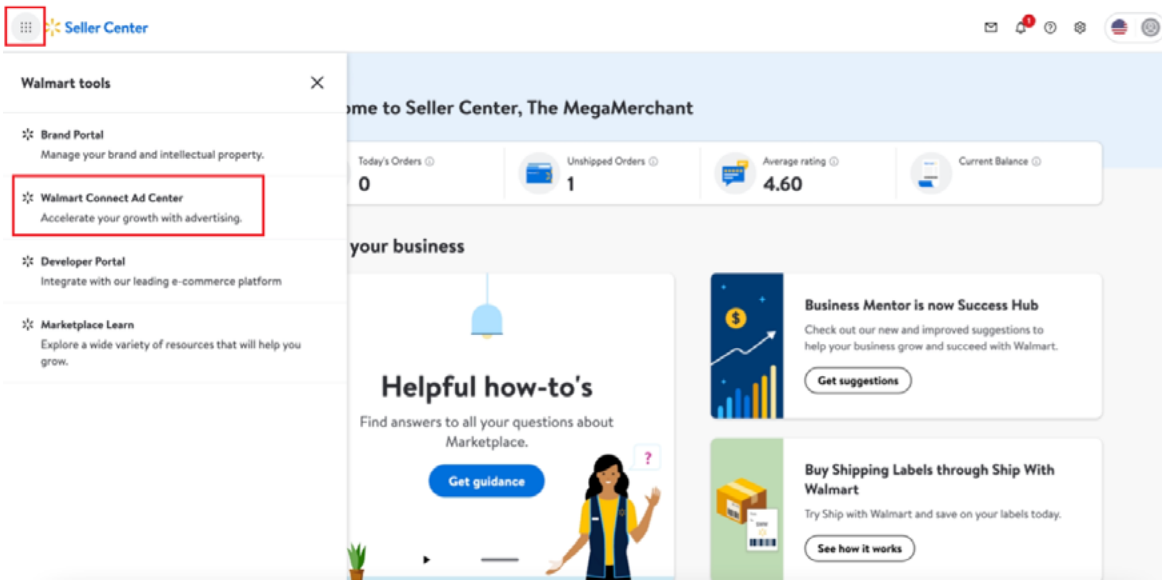 Seller Center
1
Walmart tools
Brand Portal
Manage your brand and intellectual property.
Walmart Connect Ad Center
Accelerate your growth with advertising.
Developer Portal
Integrate with our leading e-commerce platform
Marketplace Learn
Explore a wide variety of resources that will help you
grow.
ome to Seller Center, The MegaMerchant
Today's Orders
0
Unshipped Orders
1
Average rating
4.60
Current Balance
your business
Helpful how-to's
Find answers to all your questions about
Marketplace.
Get guidance
?
$
Business Mentor is now Success Hub
Check out our new and improved suggestions to
help your business grow and succeed with Walmart.
Get suggestions
Buy Shipping Labels through Ship With
Walmart
Try Ship with Walmart and save on your labels today.
See how it works